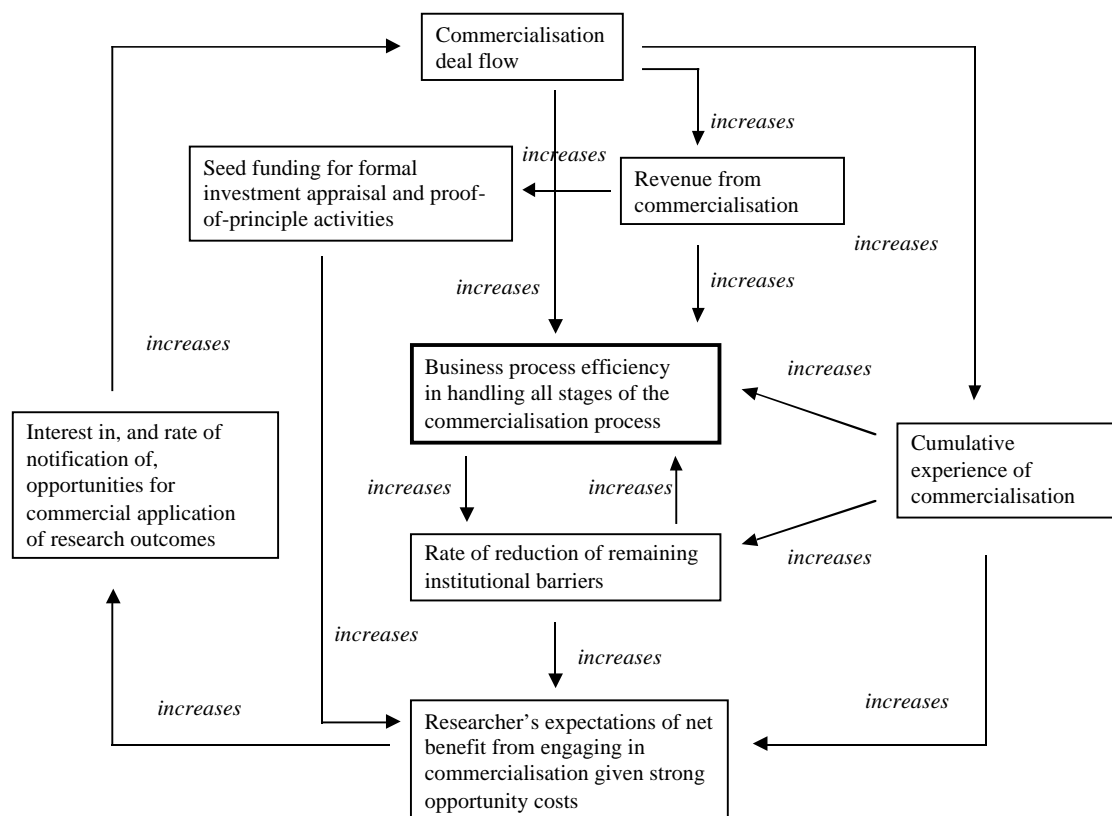 Commercialisation
deal flow
increases
increases
Seed funding for formal
investment appraisal and proof-
of-principle activities
Revenue from
commercialisation
increases
increases
increases
increases
Business process efficiency
in handling all stages of the
commercialisation process
increases
Interest in, and rate of
notification of,
opportunities for
commercial application
of research outcomes
Cumulative
experience of
commercialisation
increases
increases
Rate of reduction of remaining
institutional barriers
increases
increases
increases
increases
increases
Researcher’s expectations of net
benefit from engaging in
commercialisation given strong
opportunity costs